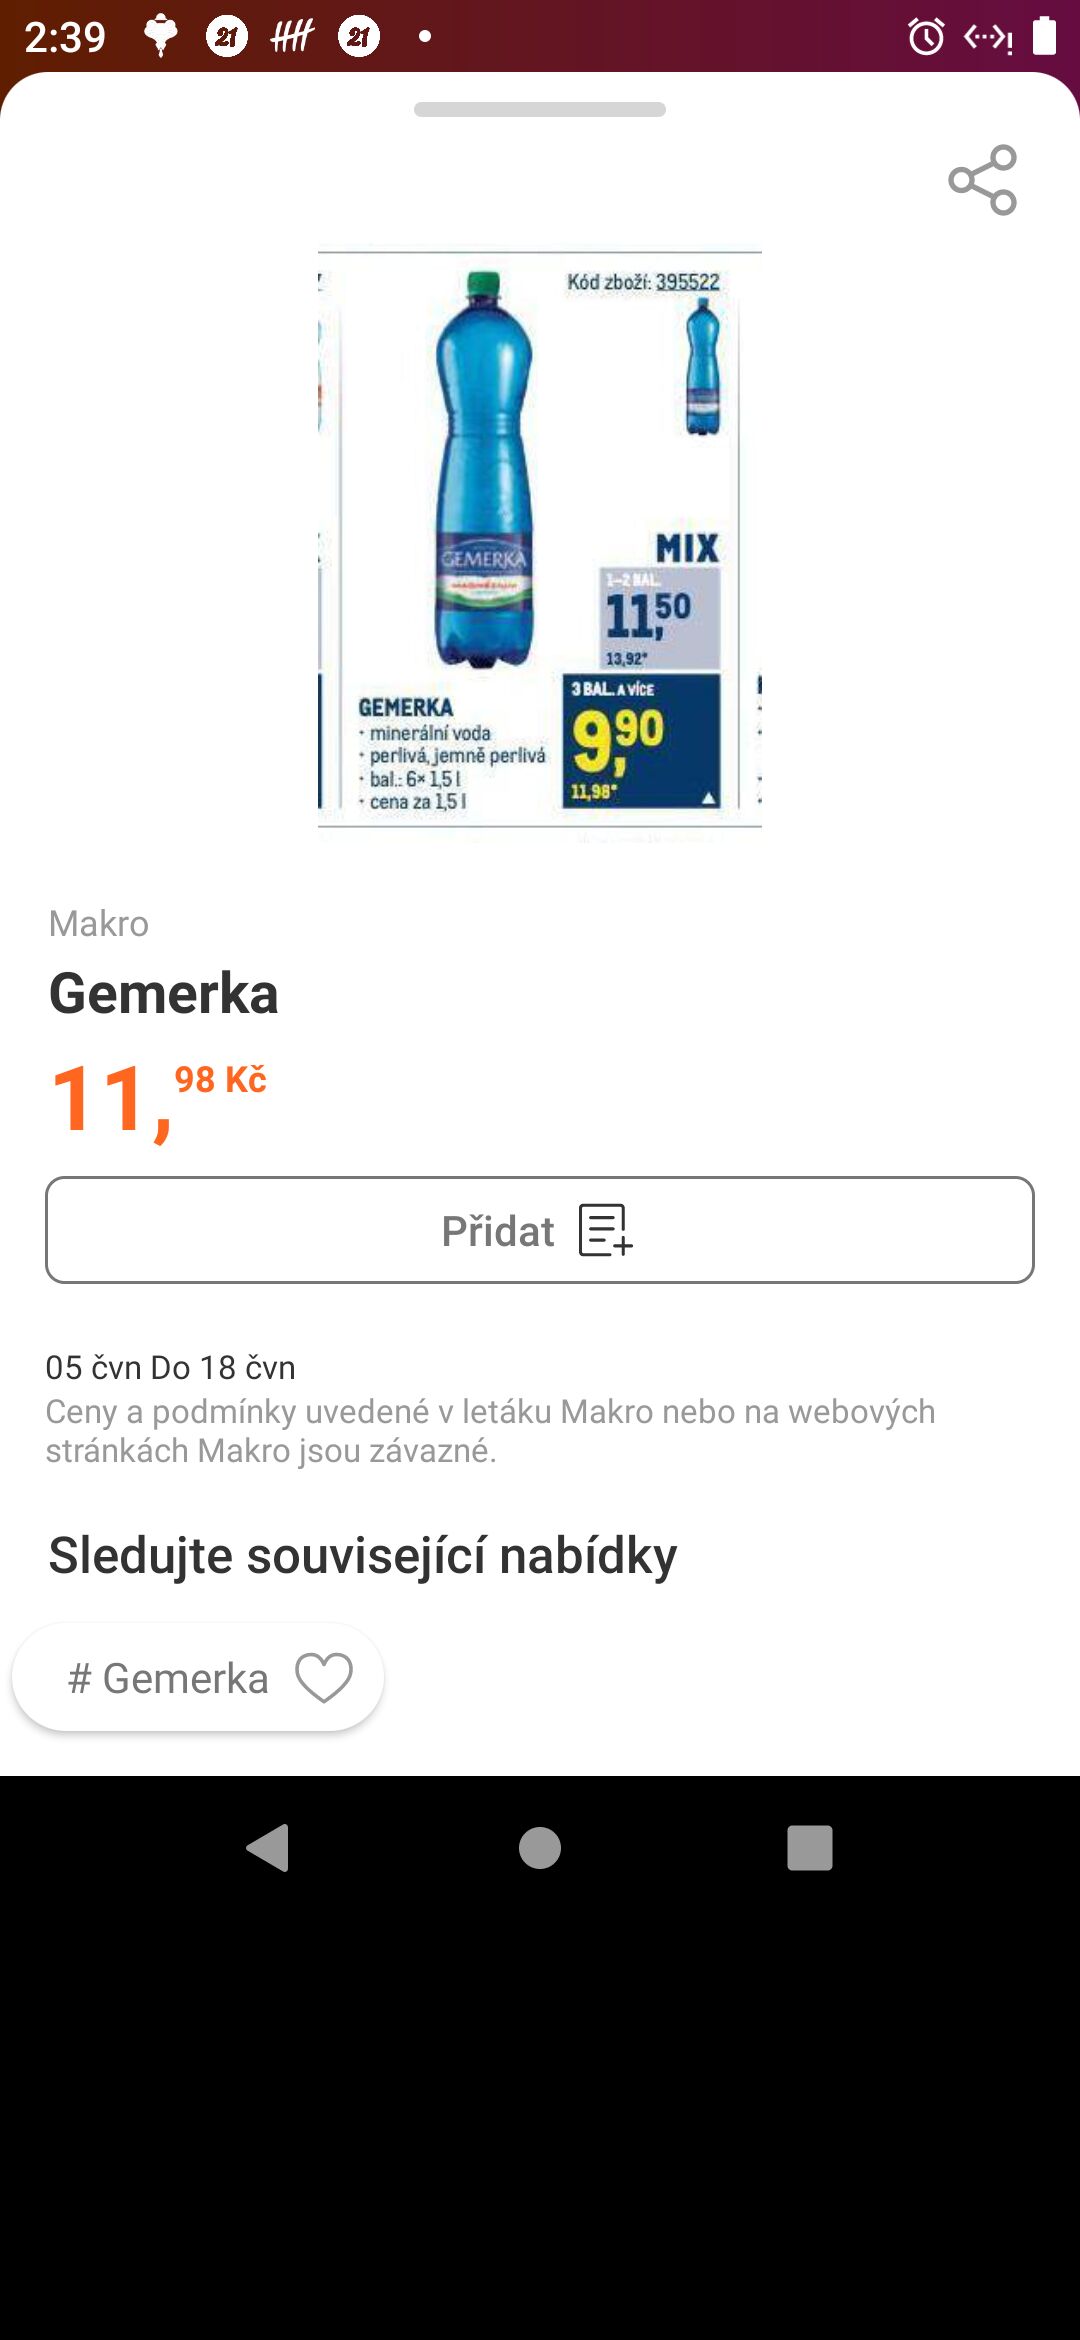 2:39
21
21
Kód zboží: 395522
GEMERKA
MIX
1–2 BAL.
11,50
13,92*
3 BAL. A VÍCE
9,90
11,98*
GEMERKA
· minerální voda
· perlivá, jemně perlivá
· bal.: 6× 1,5 l
· cena za 1,5 l
Makro
Gemerka
11,98 Kč
Přidat
05 čvn Do 18 čvn
Ceny a podmínky uvedené v letáku Makro nebo na webových
stránkách Makro jsou závazné.
Sledujte související nabídky
# Gemerka